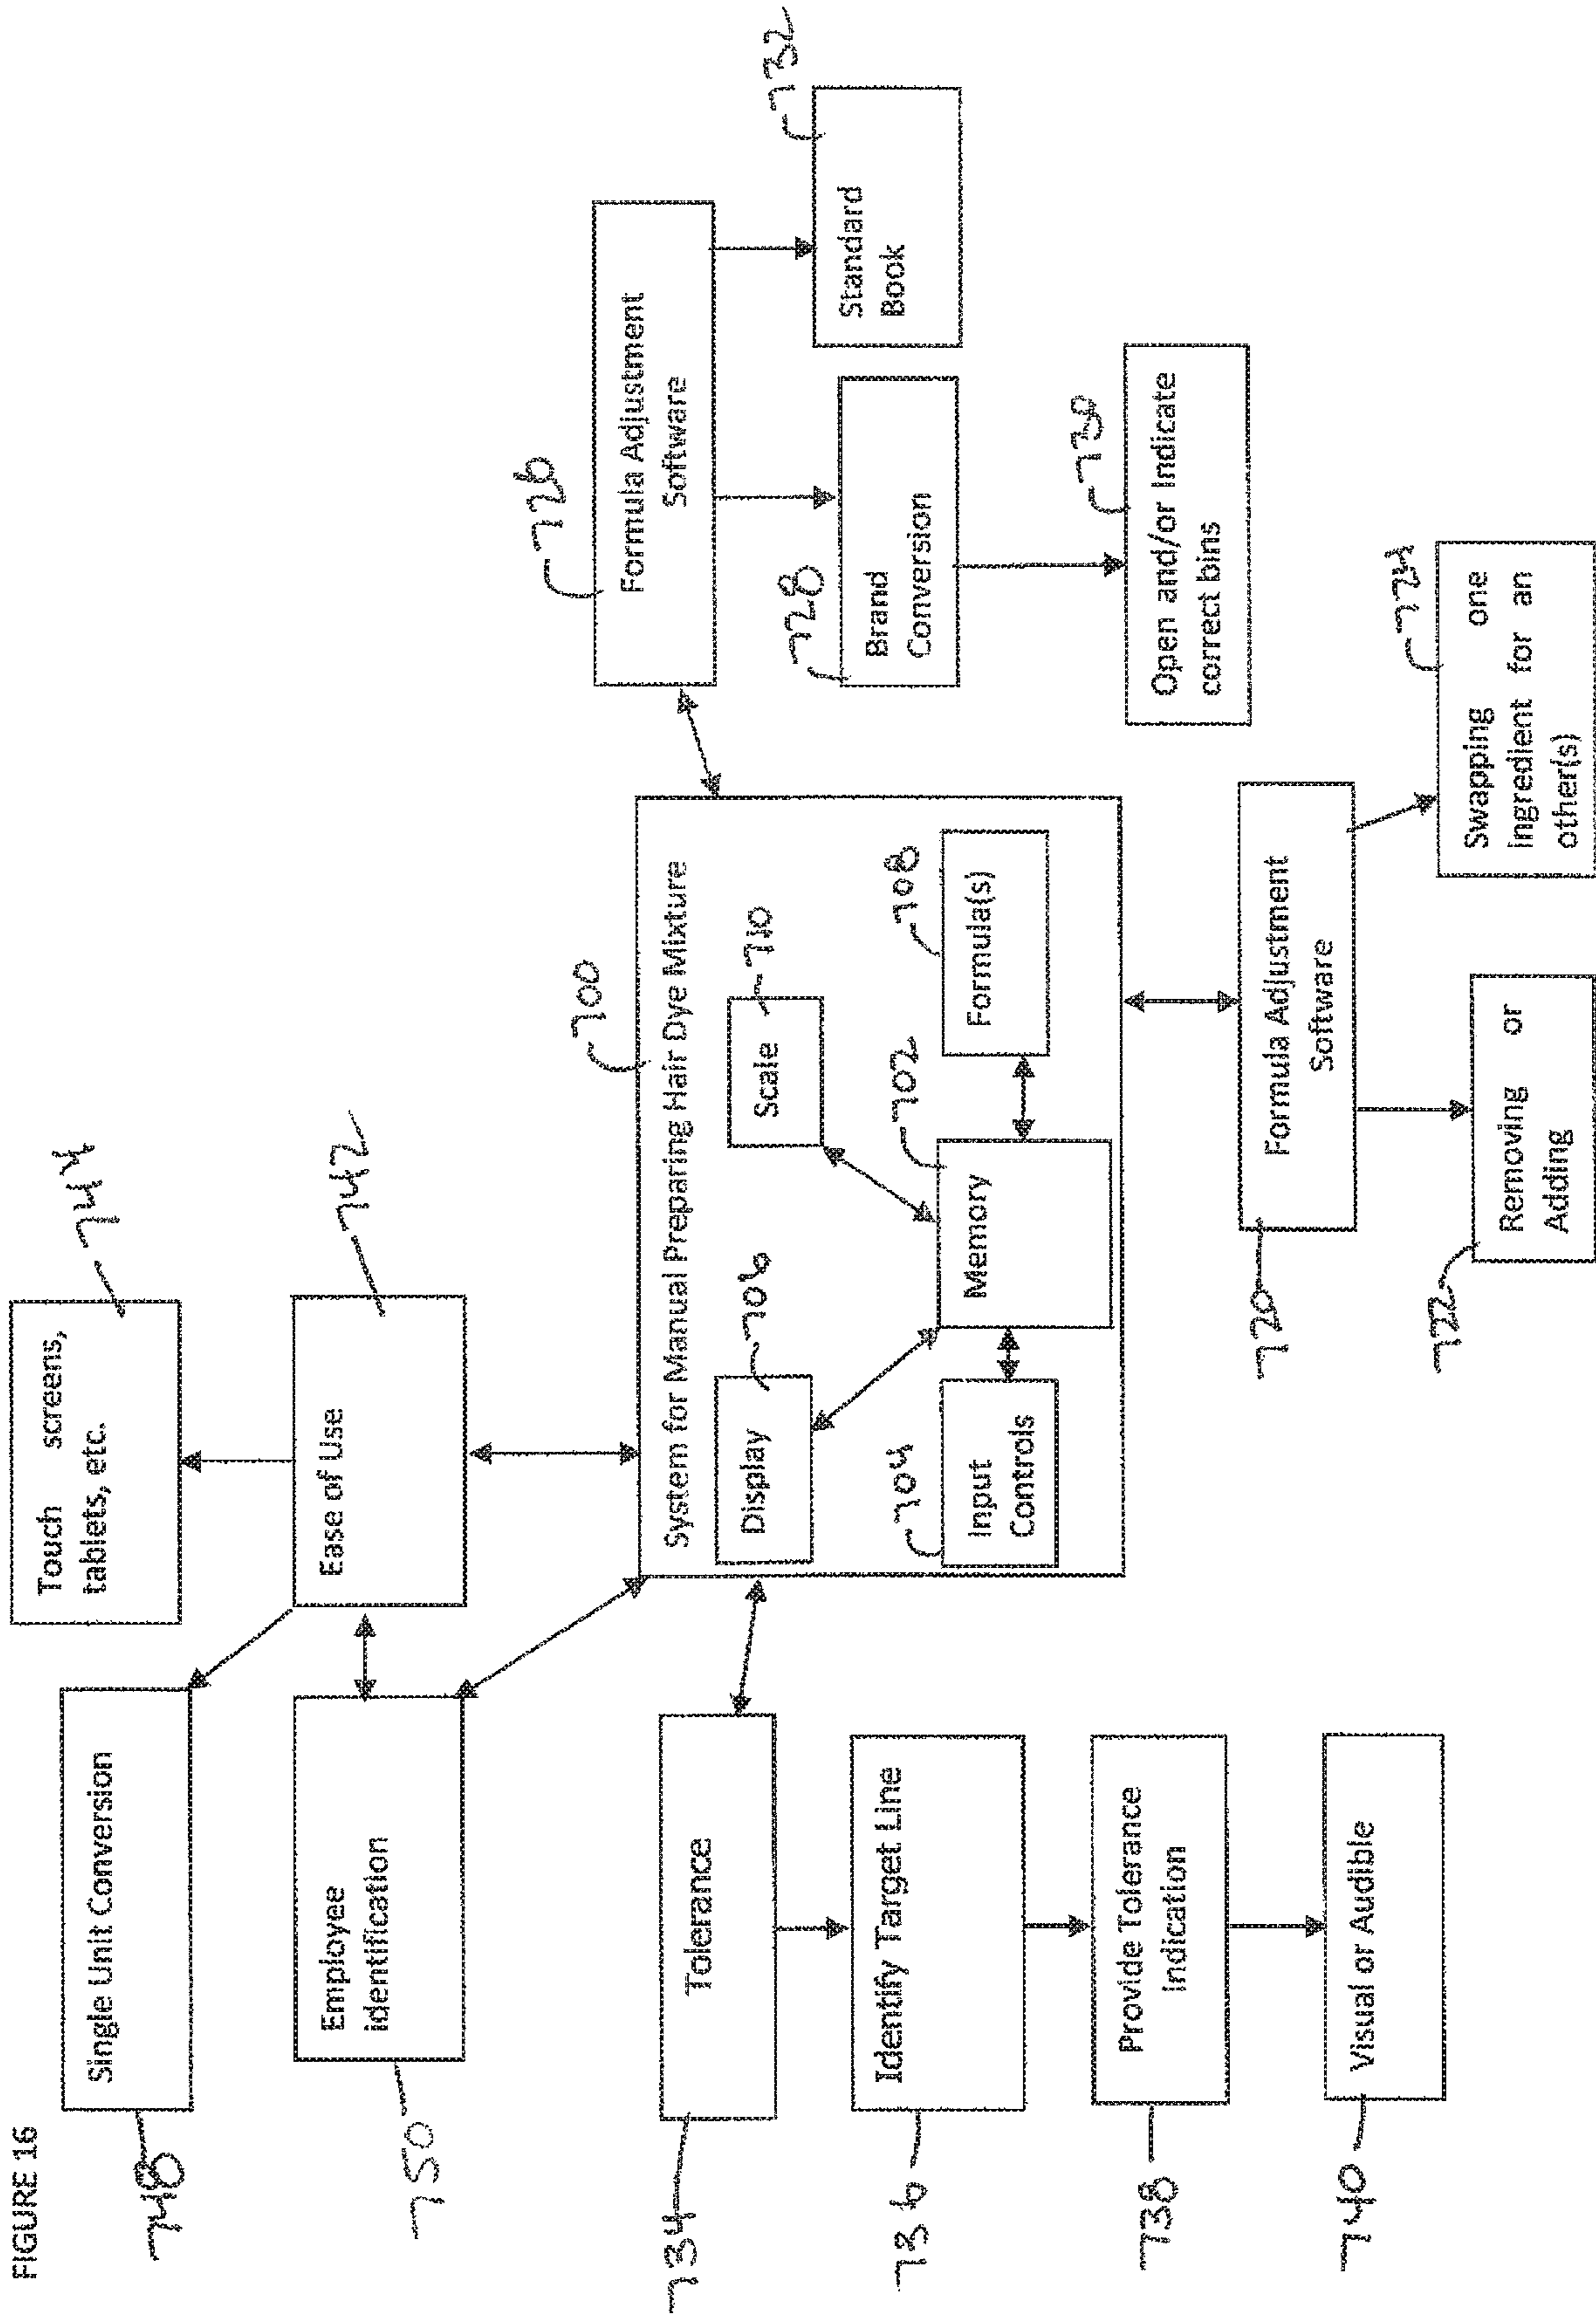 FIGURE 16
748
Single Unit Conversion
Touch screens,
tablets, etc.
744
750
Employee
Identification
Ease of Use
742
734
Tolerance
736
Identify Target Line
738
Provide Tolerance
Indication
740
Visual or Audible
700
System for Manual Preparing Hair Dye Mixture
Display
706
Scale
710
704
Input
Controls
702
Memory
708
Formula(s)
726
Formula Adjustment
Software
728
Brand
Conversion
732
Standard
Book
730
Open and/or Indicate
correct bins
720
Formula Adjustment
Software
722
Removing or
Adding
724
Swapping one
ingredient for an
other(s)